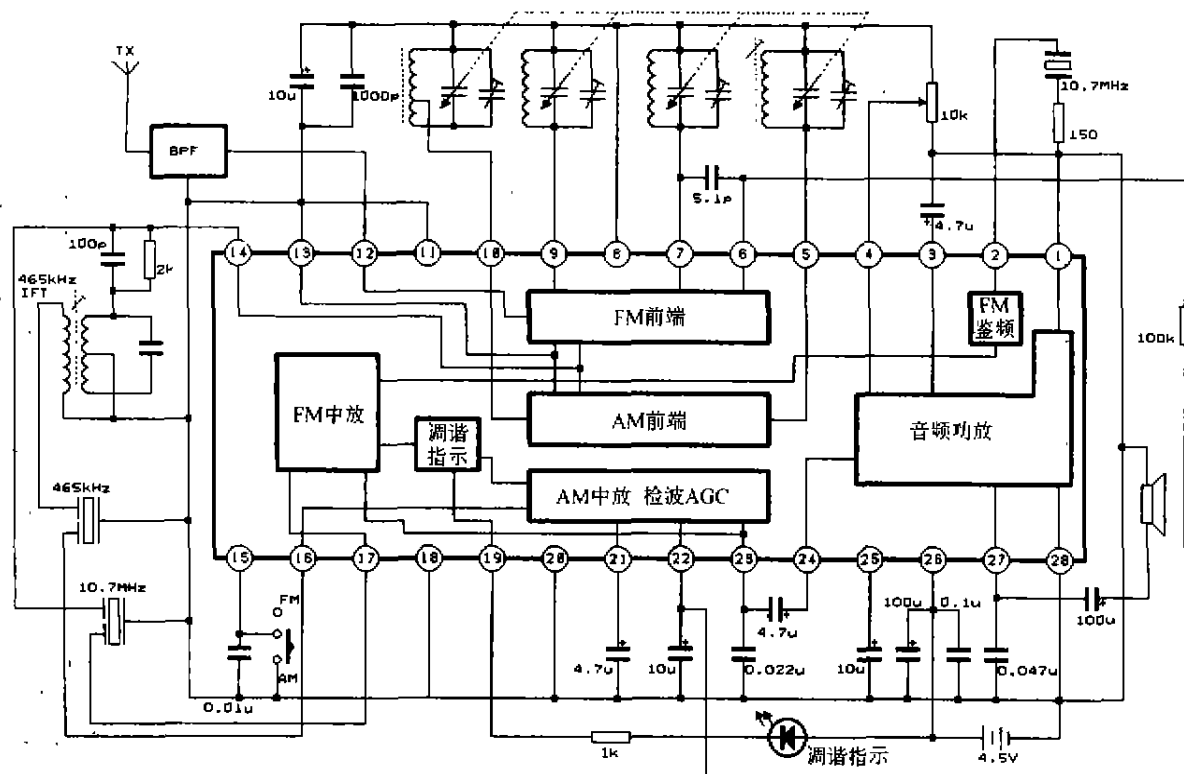 TX
BPF
10u
1000p
10k
10.7MHz
150
5.1p
4.7u
100p
2k
465kHz
IFT
14
13
12
11
10
9
8
7
6
5
4
3
2
1
FM前端
FM
鉴频
100k
FM中放
调谐
指示
AM前端
音频功放
AM中放 检波AGC
465kHz
10.7MHz
15
16
17
18
19
20
21
22
23
24
25
26
27
28
FM
AM
0.01u
4.7u
10u
4.7u
0.022u
10u
100u
0.1u
0.047u
100u
1k
调谐指示
4.5V